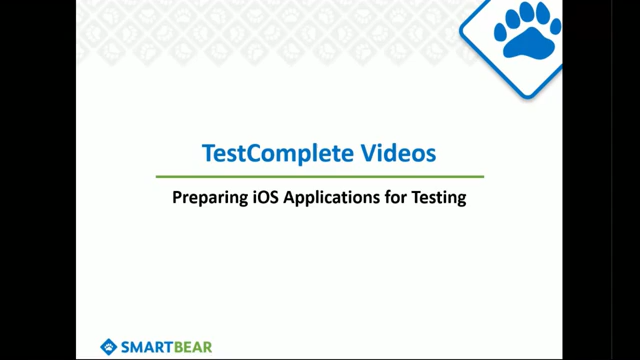 TestComplete Videos
Preparing iOS Applications for Testing
SMARTBEAR